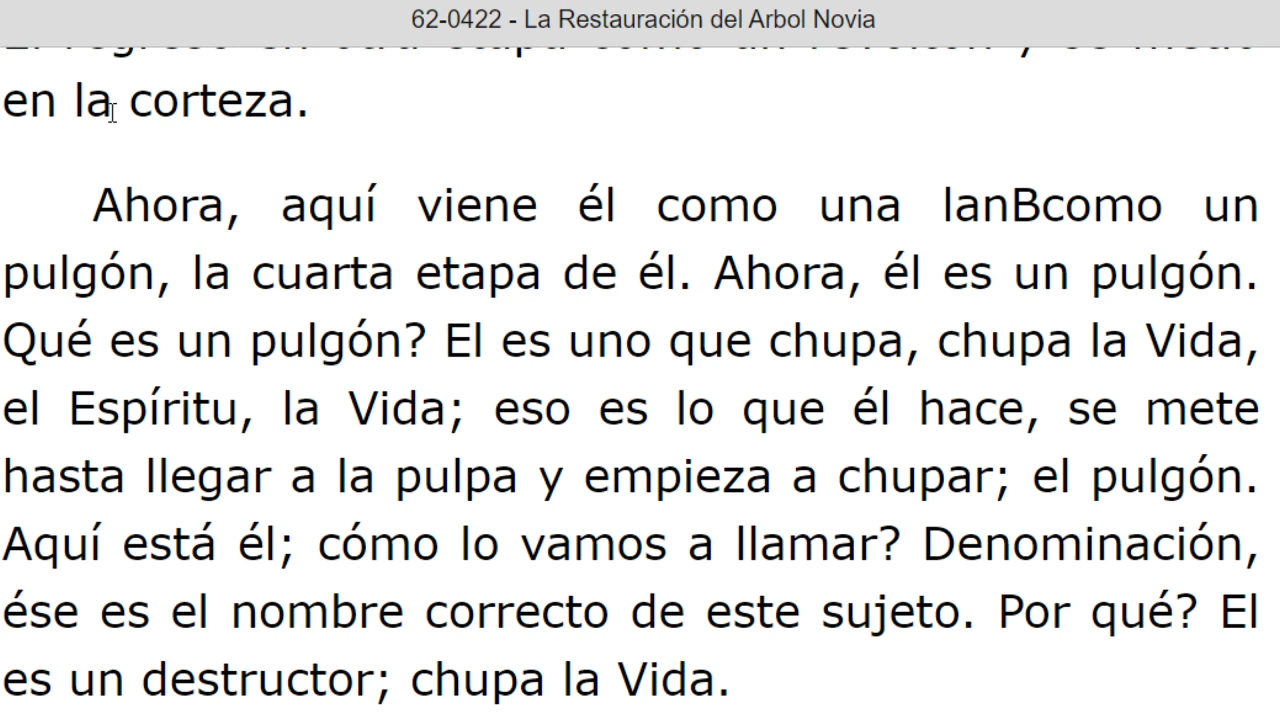 62-0422 - La Restauración del Arbol Novia
en la corteza.
Ahora, aquí viene él como una lanBcomo un
pulgón, la cuarta etapa de él. Ahora, él es un pulgón.
Qué es un pulgón? El es uno que chupa, chupa la Vida,
el Espíritu, la Vida; eso es lo que él hace, se mete
hasta llegar a la pulpa y empieza a chupar; el pulgón.
Aquí está él; cómo lo vamos a llamar? Denominación,
ése es el nombre correcto de este sujeto. Por qué? El
es un destructor; chupa la Vida.